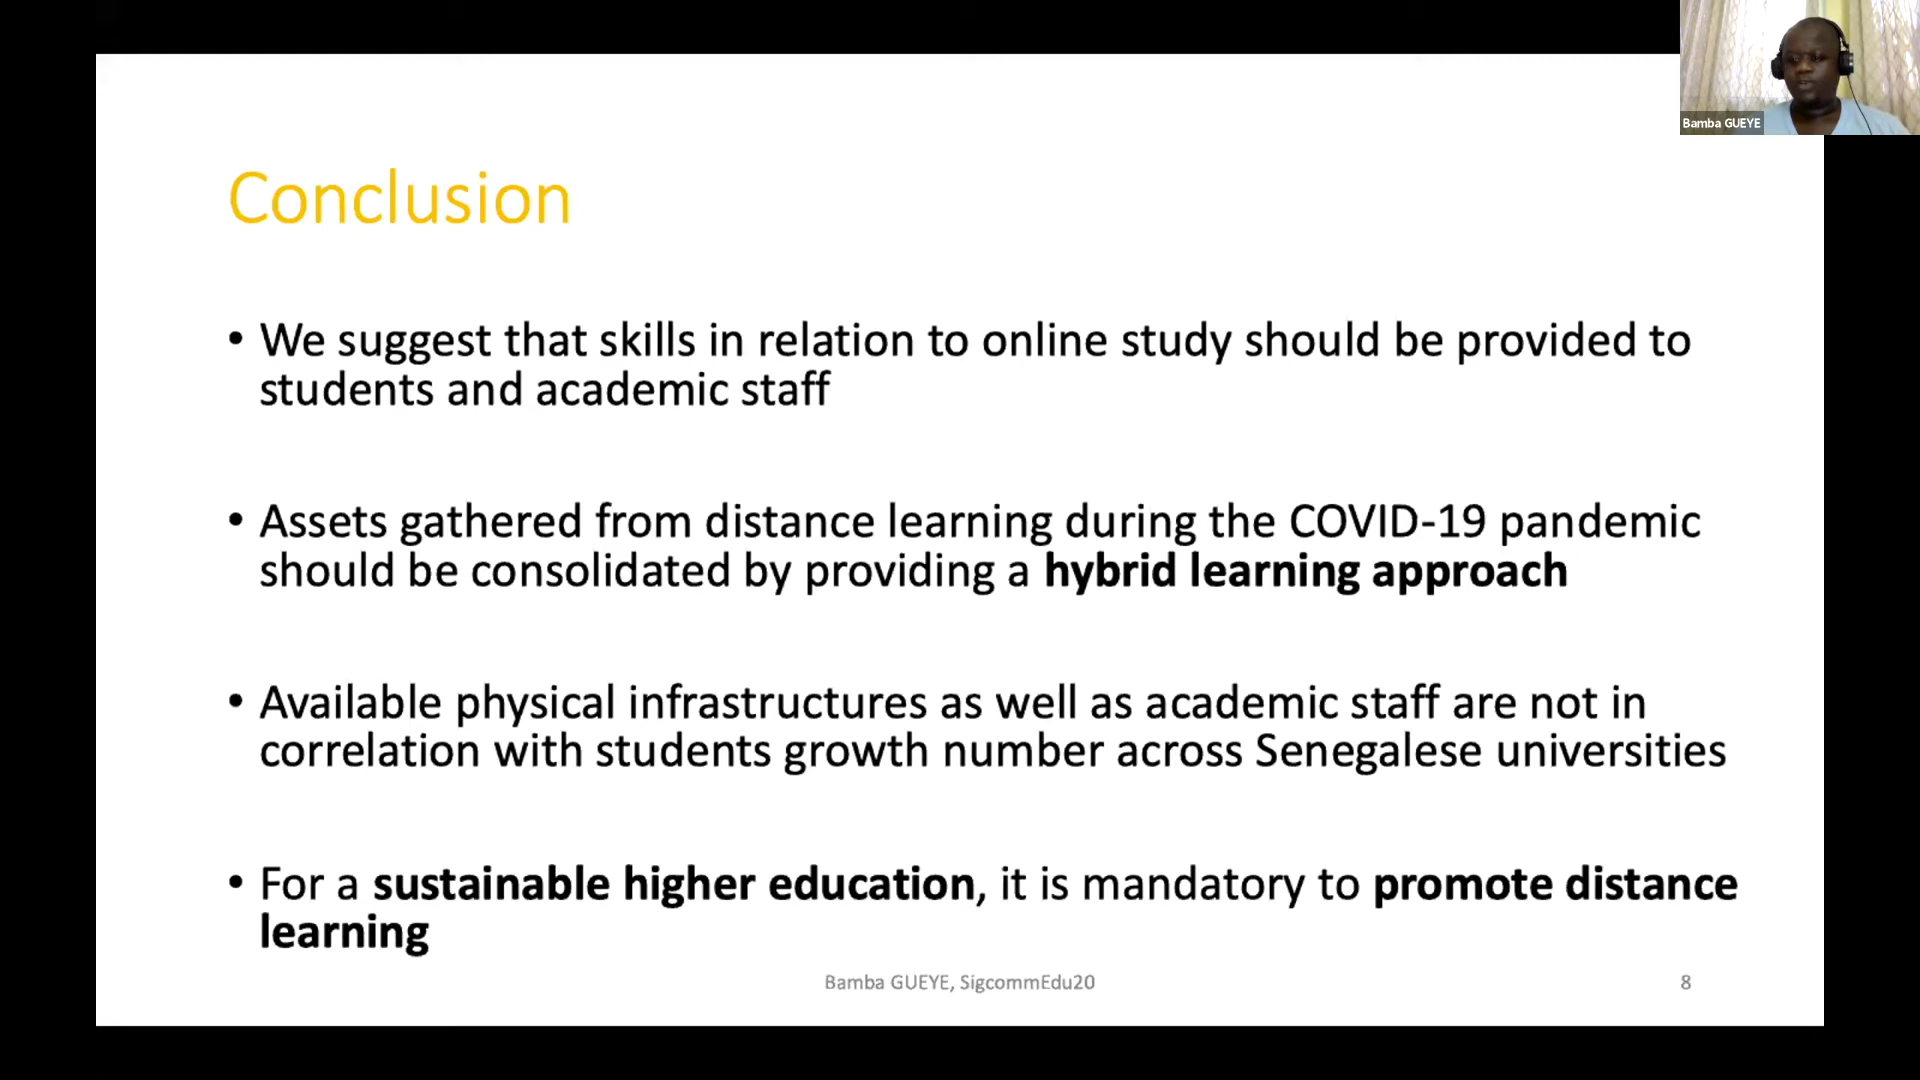 Bamba GUEYE
Conclusion
• We suggest that skills in relation to online study should be provided to
students and academic staff
• Assets gathered from distance learning during the COVID-19 pandemic
should be consolidated by providing a hybrid learning approach
• Available physical infrastructures as well as academic staff are not in
correlation with students growth number across Senegalese universities
• For a sustainable higher education, it is mandatory to promote distance
learning
Bamba GUEYE, SigcommEdu20
8